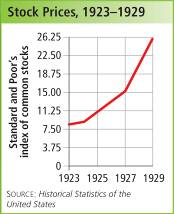 Stock Prices, 1923–1929
Standard and Poor's
index of common stocks
26.25
22.50
18.75
15.00
11.25
7.50
3.75
0
1923 1925 1927 1929
SOURCE: Historical Statistics of the
United States